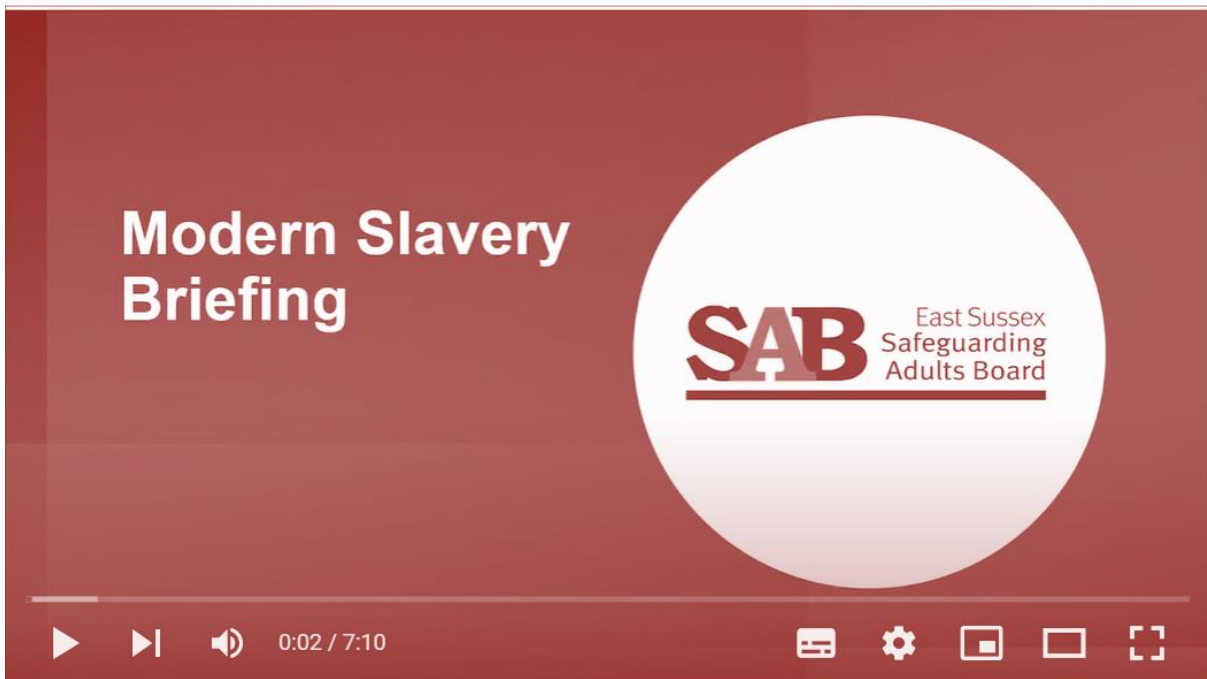 Modern Slavery
Briefing
SAB
East Sussex
Safeguarding
Adults Board
0:02 / 7:10